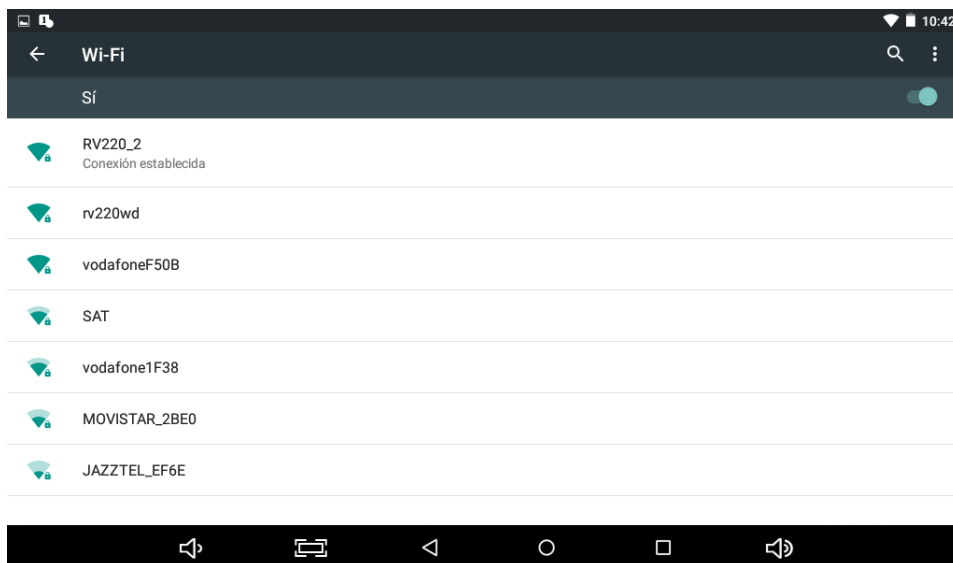 10:42
Wi-Fi
Sí
RV220_2
Conexión establecida
rv220wd
vodafoneF50B
SAT
vodafone1F38
MOVISTAR_2BE0
JAZZTEL_EF6E